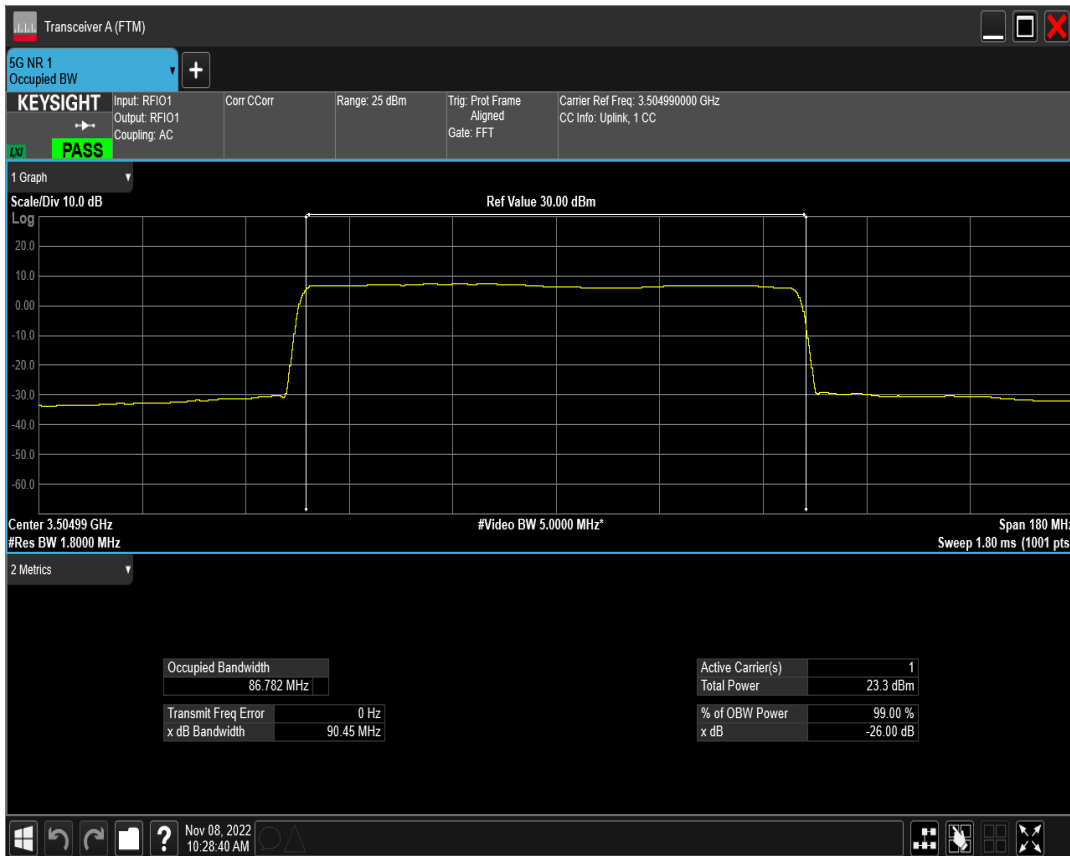 Transceiver A (FTM)
5G NR 1
Occupied BW
+
KEYSIGHT
Input: RFIO1
Output: RFIO1
Coupling: AC
Corr CCorr
Range: 25 dBm
Trig: Prot Frame
Aligned
Gate: FFT
Carrier Ref Freq: 3.504990000 GHz
CC Info: Uplink, 1 CC
LXI
PASS
1 Graph
Scale/Div 10.0 dB
Ref Value 30.00 dBm
Log
20.0
10.0
0.00
-10.0
-20.0
-30.0
-40.0
-50.0
-60.0
Center 3.50499 GHz
#Video BW 5.0000 MHz*
Span 180 MHz
#Res BW 1.8000 MHz
Sweep 1.80 ms (1001 pts
2 Metrics
Occupied Bandwidth
86.782 MHz
Transmit Freq Error 0 Hz
x dB Bandwidth 90.45 MHz
Active Carrier(s) 1
Total Power 23.3 dBm
% of OBW Power 99.00 %
x dB -26.00 dB
?
Nov 08, 2022
10:28:40 AM